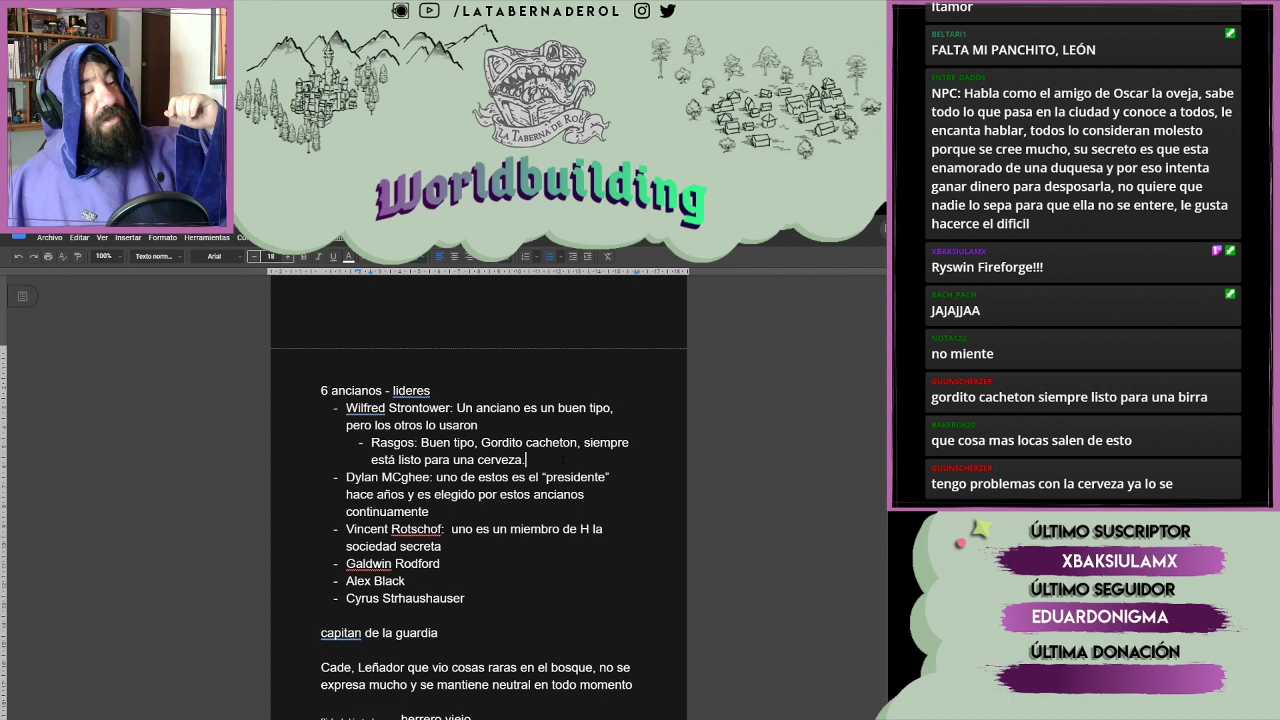 /LATABERNADEROL
LA TABERNA DE ROL
Worldbuilding
Archivo Editar Ver Insertar Formato Herramientas
100% Texto norm... Arial 18
6 ancianos - lideres
- Wilfred Strontower: Un anciano es un buen tipo,
pero los otros lo usaron
- Rasgos: Buen tipo, Gordito cacheton, siempre
está listo para una cerveza.
- Dylan MCghee: uno de estos es el “presidente”
hace años y es elegido por estos ancianos
continuamente
- Vincent Rotschof: uno es un miembro de H la
sociedad secreta
- Galdwin Rodford
- Alex Black
- Cyrus Strhaushauser
capitan de la guardia
Cade, Leñador que vio cosas raras en el bosque, no se
expresa mucho y se mantiene neutral en todo momento
herrero viejo
Itamor
BELTARI1
FALTA MI PANCHITO, LEÓN
ENTRE_DADOS
NPC: Habla como el amigo de Oscar la oveja, sabe
todo lo que pasa en la ciudad y conoce a todos, le
encanta hablar, todos lo consideran molesto
porque se cree mucho, su secreto es que esta
enamorado de una duquesa y por eso intenta
ganar dinero para desposarla, no quiere que
nadie lo sepa para que ella no se entere, le gusta
hacerce el dificil
XBAKSIULAMX
Ryswin Fireforge!!!
BACH_PACH
JAJAJJAA
NOTA122
no miente
GUUNSCHERZER
gordito cacheton siempre listo para una birra
BAKERO820
que cosa mas locas salen de esto
GUUNSCHERZER
tengo problemas con la cerveza ya lo se
ÚLTIMO SUSCRIPTOR
XBAKSIULAMX
ÚLTIMO SEGUIDOR
EDUARDONIGMA
ÚLTIMA DONACIÓN